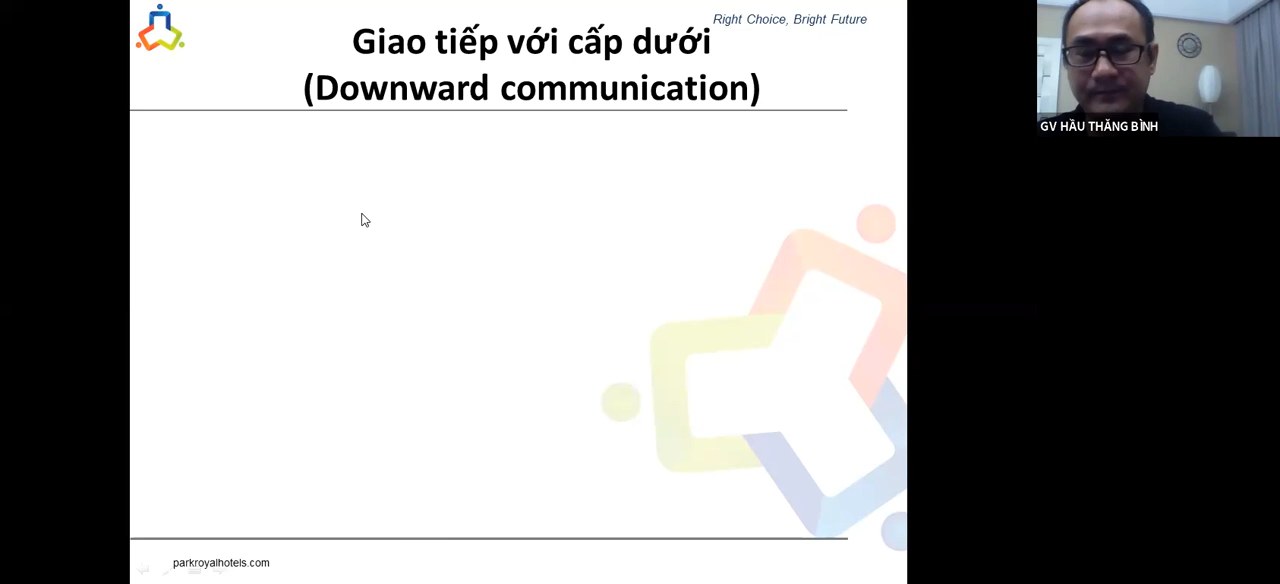 Right Choice, Bright Future
Giao tiếp với cấp dưới
(Downward communication)
GV HẦU THĂNG BÌNH
parkroyalhotels.com